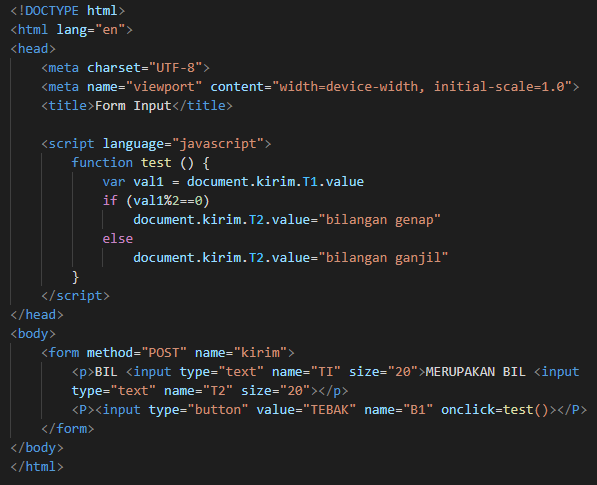 <!DOCTYPE html>
<html lang="en">
<head>
    <meta charset="UTF-8">
    <meta name="viewport" content="width=device-width, initial-scale=1.0">
    <title>Form Input</title>

    <script language="javascript">
        function test () {
            var val1 = document.kirim.T1.value
            if (val1%2==0)
                document.kirim.T2.value="bilangan genap"
            else
                document.kirim.T2.value="bilangan ganjil"
        }
    </script>
</head>
<body>
    <form method="POST" name="kirim">
        <p>BIL <input type="text" name="TI" size="20">MERUPAKAN BIL <input
        type="text" name="T2" size="20"></p>
        <P><input type="button" value="TEBAK" name="B1" onclick=test()></P>
    </form>
</body>
</html>